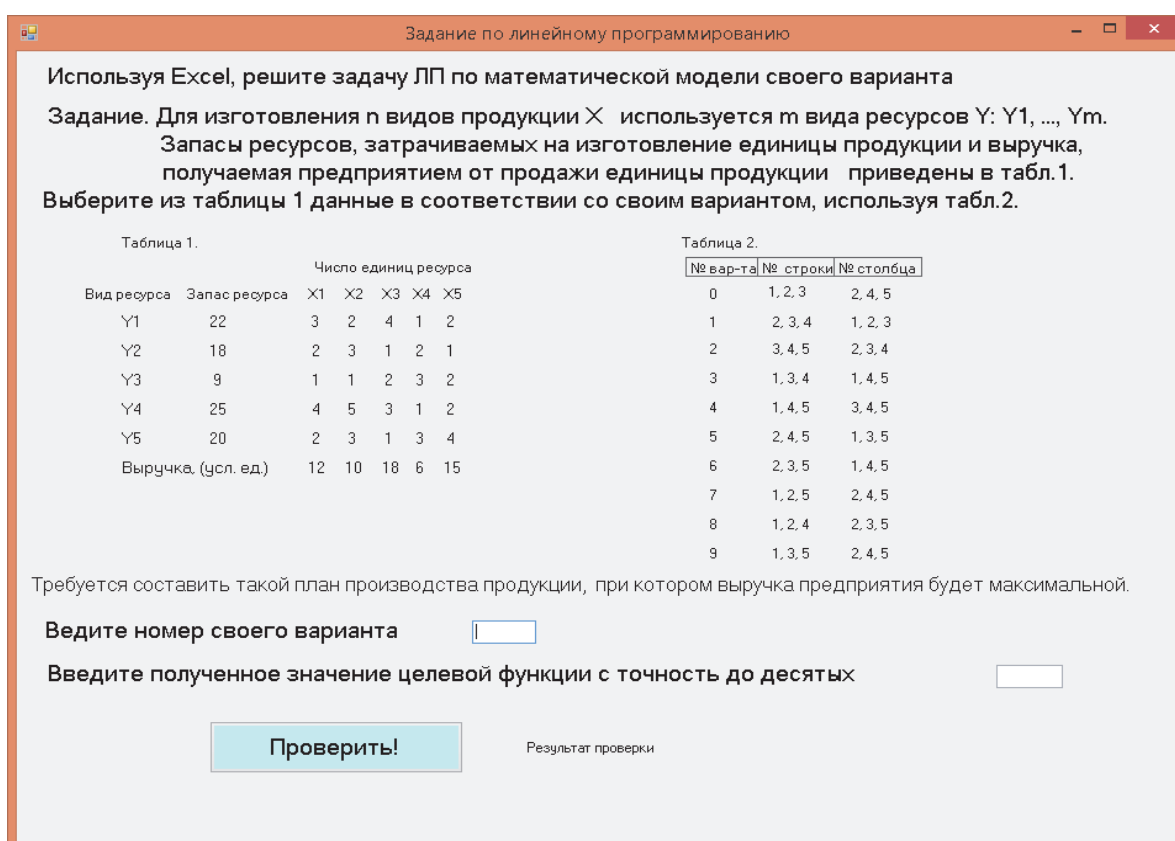 Задание по линейному программированию
Используя Excel, решите задачу ЛП по математической модели своего варианта
Задание. Для изготовления n видов продукции X используется m вида ресурсов Y: Y1, ..., Ym.
Запасы ресурсов, затрачиваемых на изготовление единицы продукции и выручка,
получаемая предприятием от продажи единицы продукции приведены в табл.1.
Выберите из таблицы 1 данные в соответствии со своим вариантом, используя табл.2.
Таблица 1.
Число единиц ресурса
Вид ресурса Запас ресурса X1 X2 X3 X4 X5
Y1 22 3 2 4 1 2
Y2 18 2 3 1 2 1
Y3 9 1 1 2 3 2
Y4 25 4 5 3 1 2
Y5 20 2 3 1 3 4
Выручка, (усл. ед.) 12 10 18 6 15
Таблица 2.
№ вар-та № строки № столбца
0 1, 2, 3 2, 4, 5
1 2, 3, 4 1, 2, 3
2 3, 4, 5 2, 3, 4
3 1, 3, 4 1, 4, 5
4 1, 4, 5 3, 4, 5
5 2, 4, 5 1, 3, 5
6 2, 3, 5 1, 4, 5
7 1, 2, 5 2, 4, 5
8 1, 2, 4 2, 3, 5
9 1, 3, 5 2, 4, 5
Требуется составить такой план производства продукции, при котором выручка предприятия будет максимальной.
Ведите номер своего варианта
Введите полученное значение целевой функции с точность до десятых
Проверить!
Результат проверки